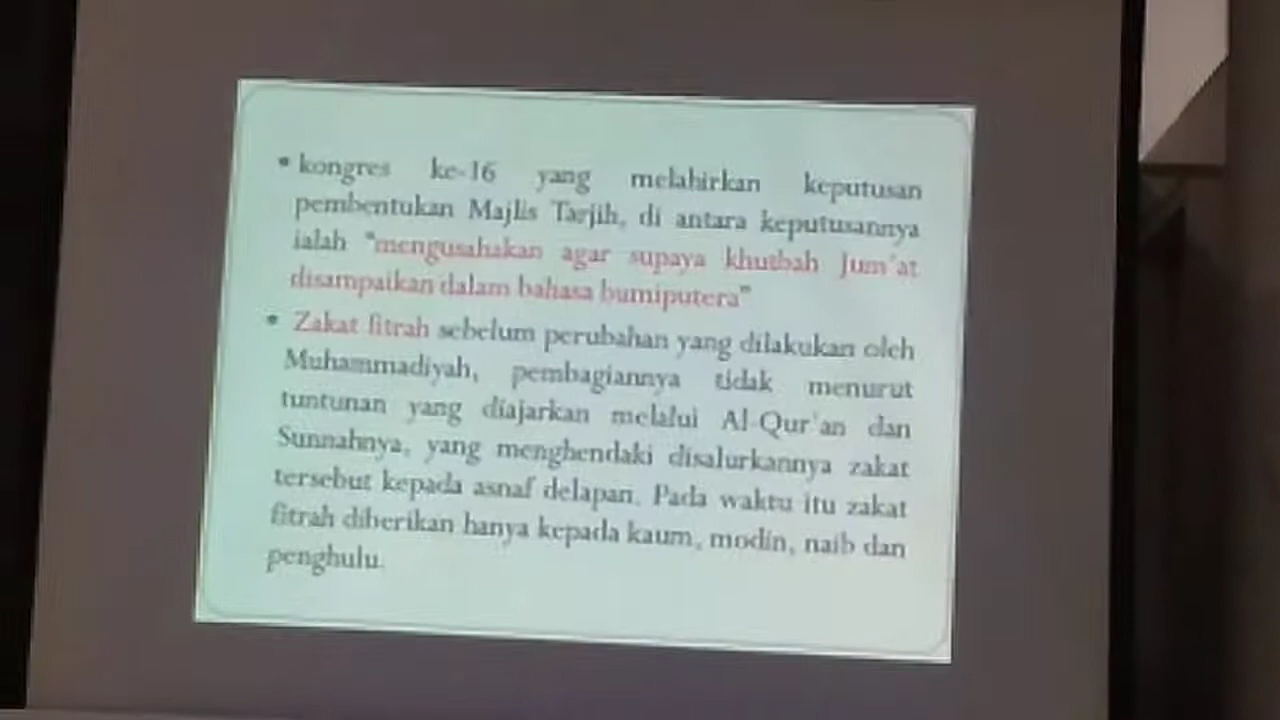 • kongres ke-16 yang melahirkan keputusan
pembentukan Majlis Tarjih, di antara keputusannya
ialah "mengusahakan agar supaya khutbah Jum'at
disampaikan dalam bahasa bumiputera"
• Zakat fitrah sebelum perubahan yang dilakukan oleh
Muhammadiyah, pembagiannya tidak menurut
tuntunan yang diajarkan melalui Al-Qur'an dan
Sunnahnya, yang menghendaki disalurkannya zakat
tersebut kepada asnaf delapan. Pada waktu itu zakat
fitrah diberikan hanya kepada kaum, modin, naib dan
penghulu.